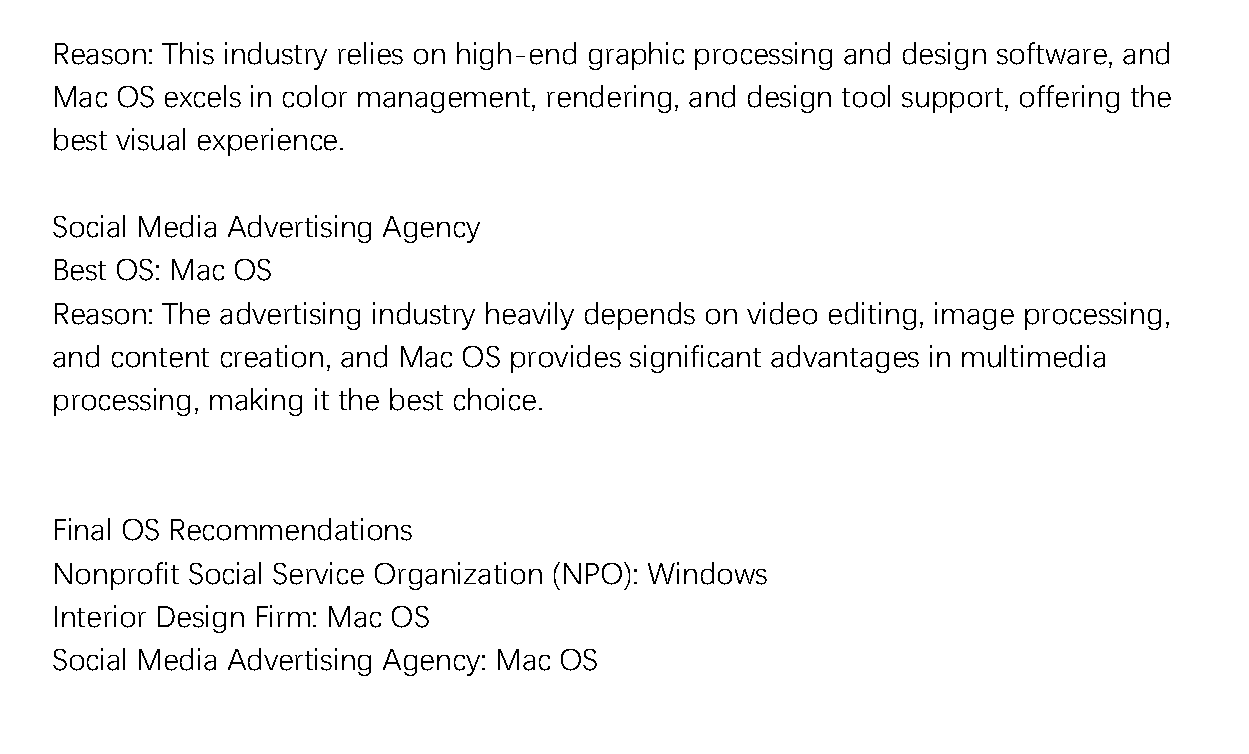 Reason: This industry relies on high-end graphic processing and design software, and
Mac OS excels in color management, rendering, and design tool support, offering the
best visual experience.
Social Media Advertising Agency
Best OS: Mac OS
Reason: The advertising industry heavily depends on video editing, image processing,
and content creation, and Mac OS provides significant advantages in multimedia
processing, making it the best choice.
Final OS Recommendations
Nonprofit Social Service Organization (NPO): Windows
Interior Design Firm: Mac OS
Social Media Advertising Agency: Mac OS